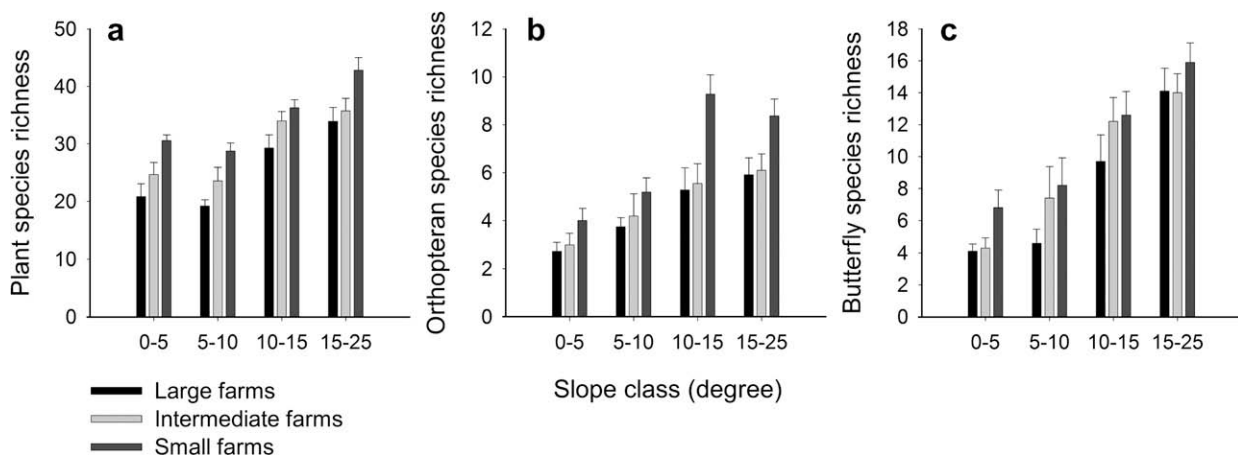 a
Plant species richness
50
40
30
20
10
0
0-5 5-10 10-15 15-25
b
Orthopteran species richness
12
10
8
6
4
2
0
0-5 5-10 10-15 15-25
c
Butterfly species richness
18
16
14
12
10
8
6
4
2
0
0-5 5-10 10-15 15-25
Slope class (degree)
Large farms
Intermediate farms
Small farms